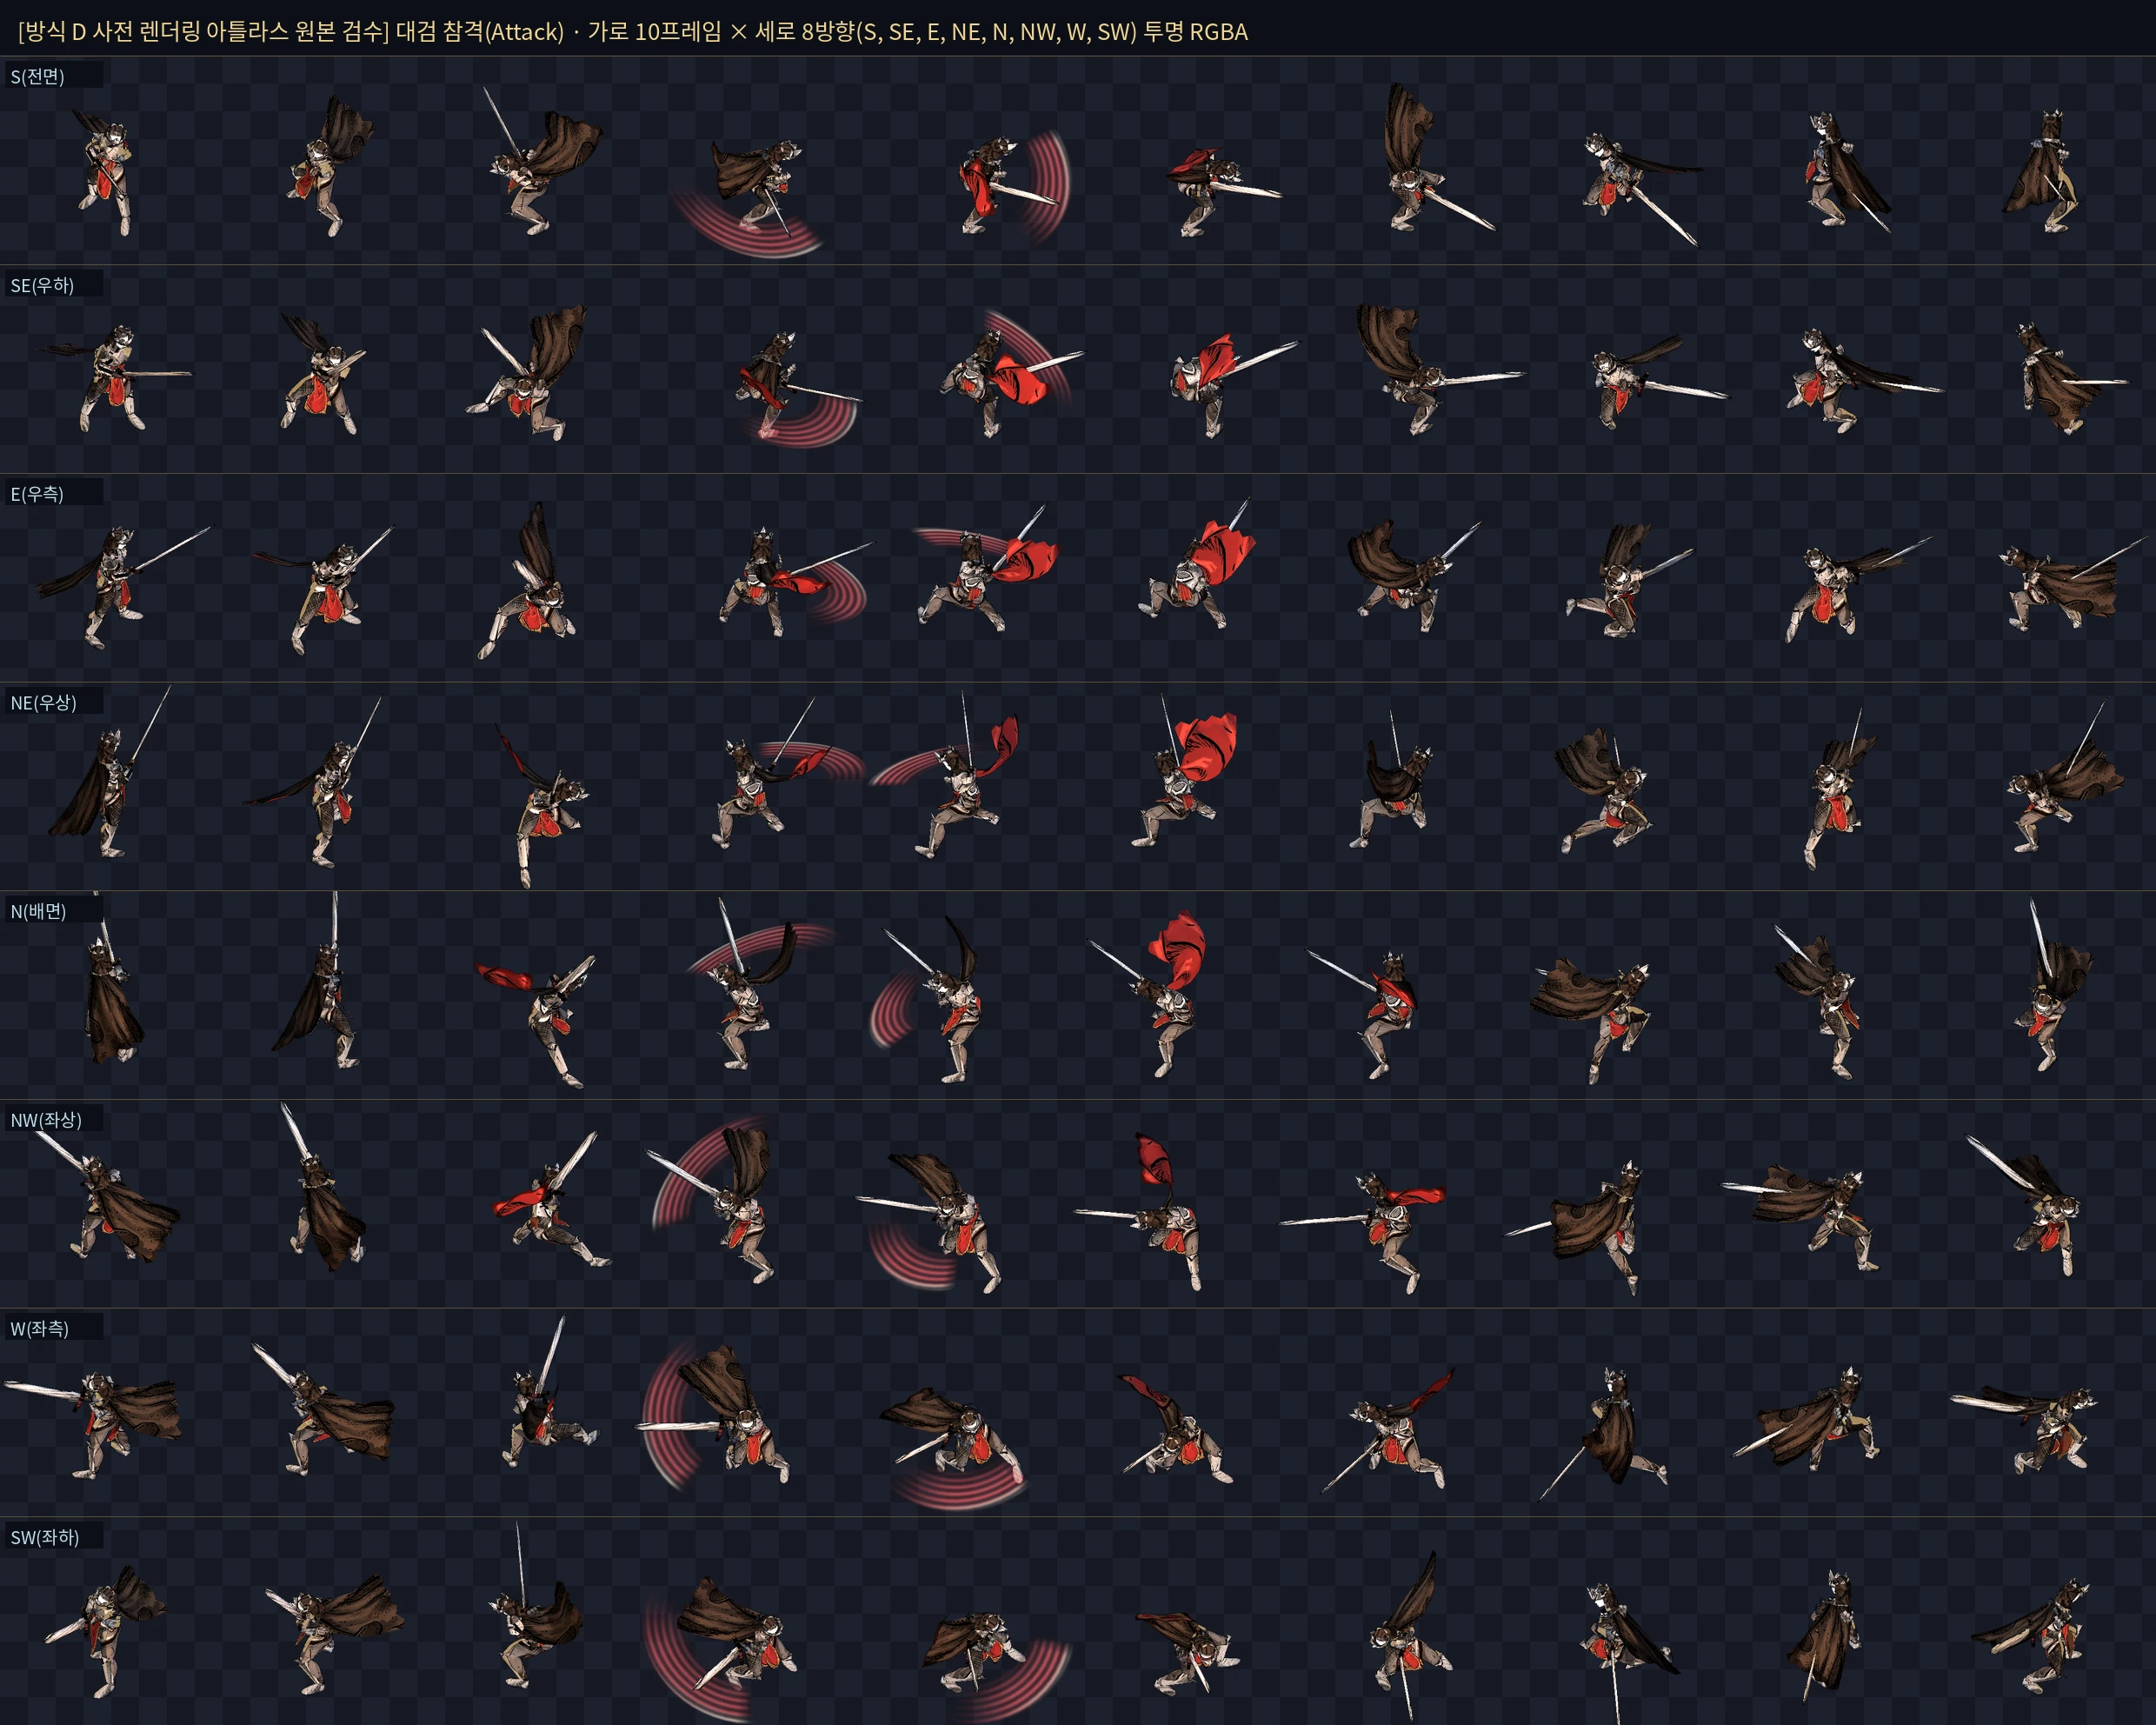 [방식 D 사전 렌더링 아틀라스 원본 검수] 대검 참격(Attack) · 가로 10프레임 × 세로 8방향(S, SE, E, NE, N, NW, W, SW) 투명 RGBA
S(전면)
SE(우하)
E(우측)
NE(우상)
N(배면)
NW(좌상)
W(좌측)
SW(좌하)